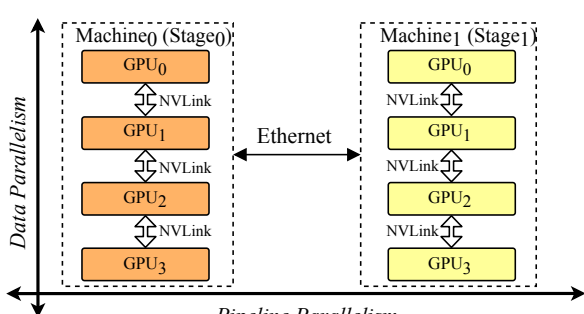 Machine0 (Stage0)
GPU0
NVLink
GPU1
NVLink
GPU2
NVLink
GPU3
Ethernet
Machine1 (Stage1)
GPU0
NVLink
GPU1
NVLink
GPU2
NVLink
GPU3
Data Parallelism
Pipeline Parallelism